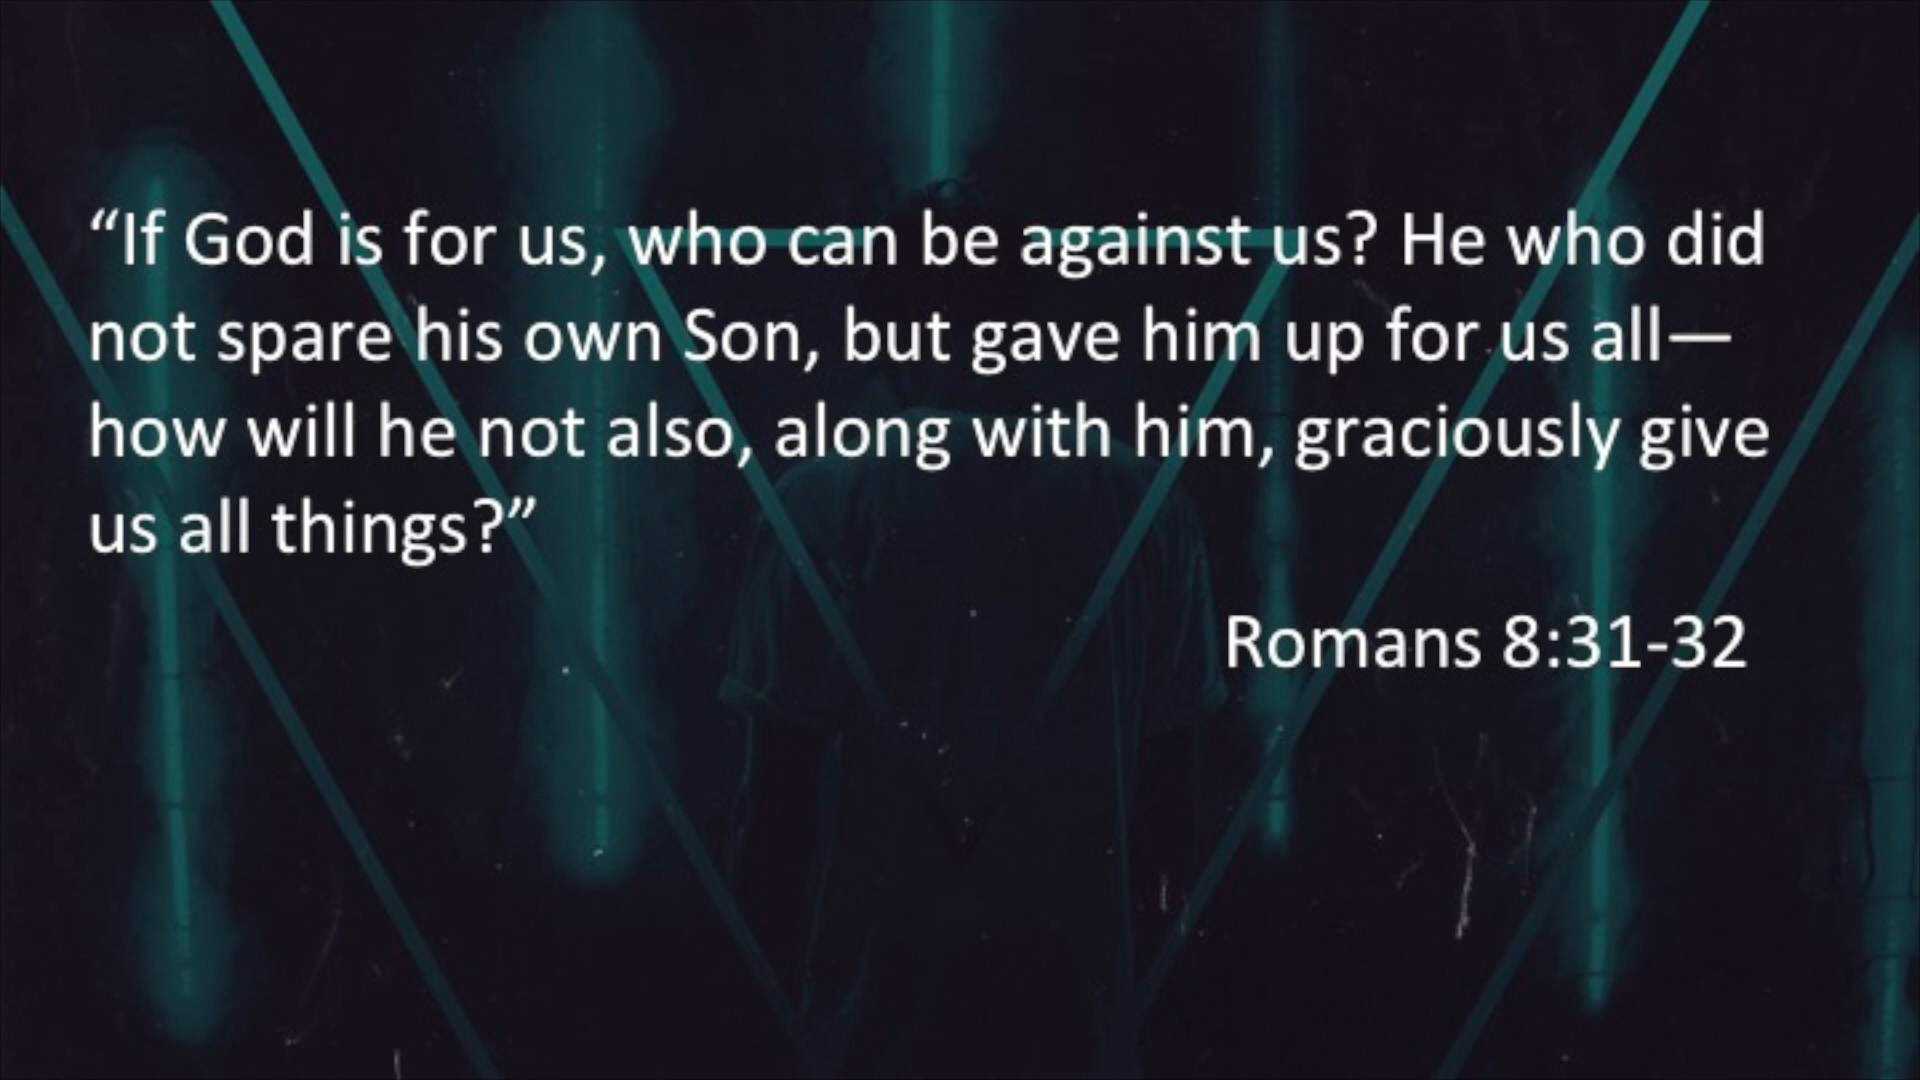 “If God is for us, who can be against us? He who did
not spare his own Son, but gave him up for us all—
how will he not also, along with him, graciously give
us all things?”
Romans 8:31-32